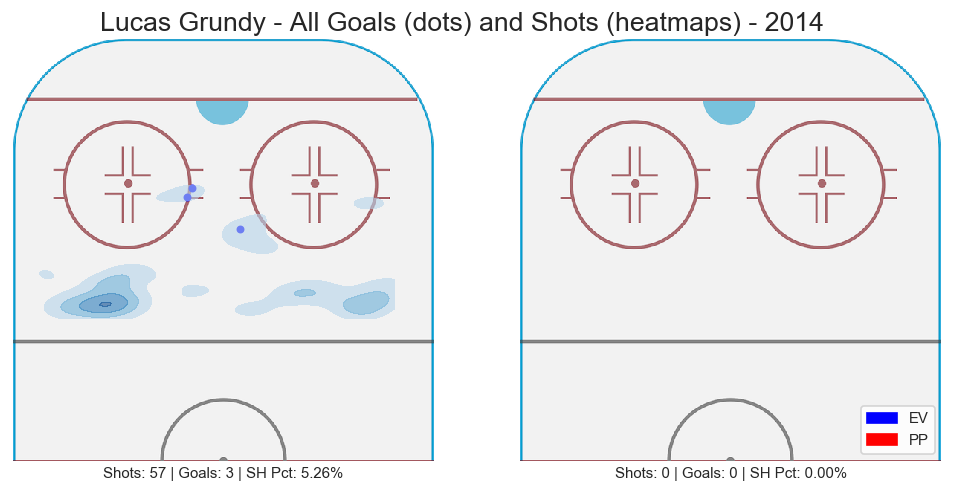 Lucas Grundy - All Goals (dots) and Shots (heatmaps) - 2014
EV
PP
Shots: 57 | Goals: 3 | SH Pct: 5.26%
Shots: 0 | Goals: 0 | SH Pct: 0.00%